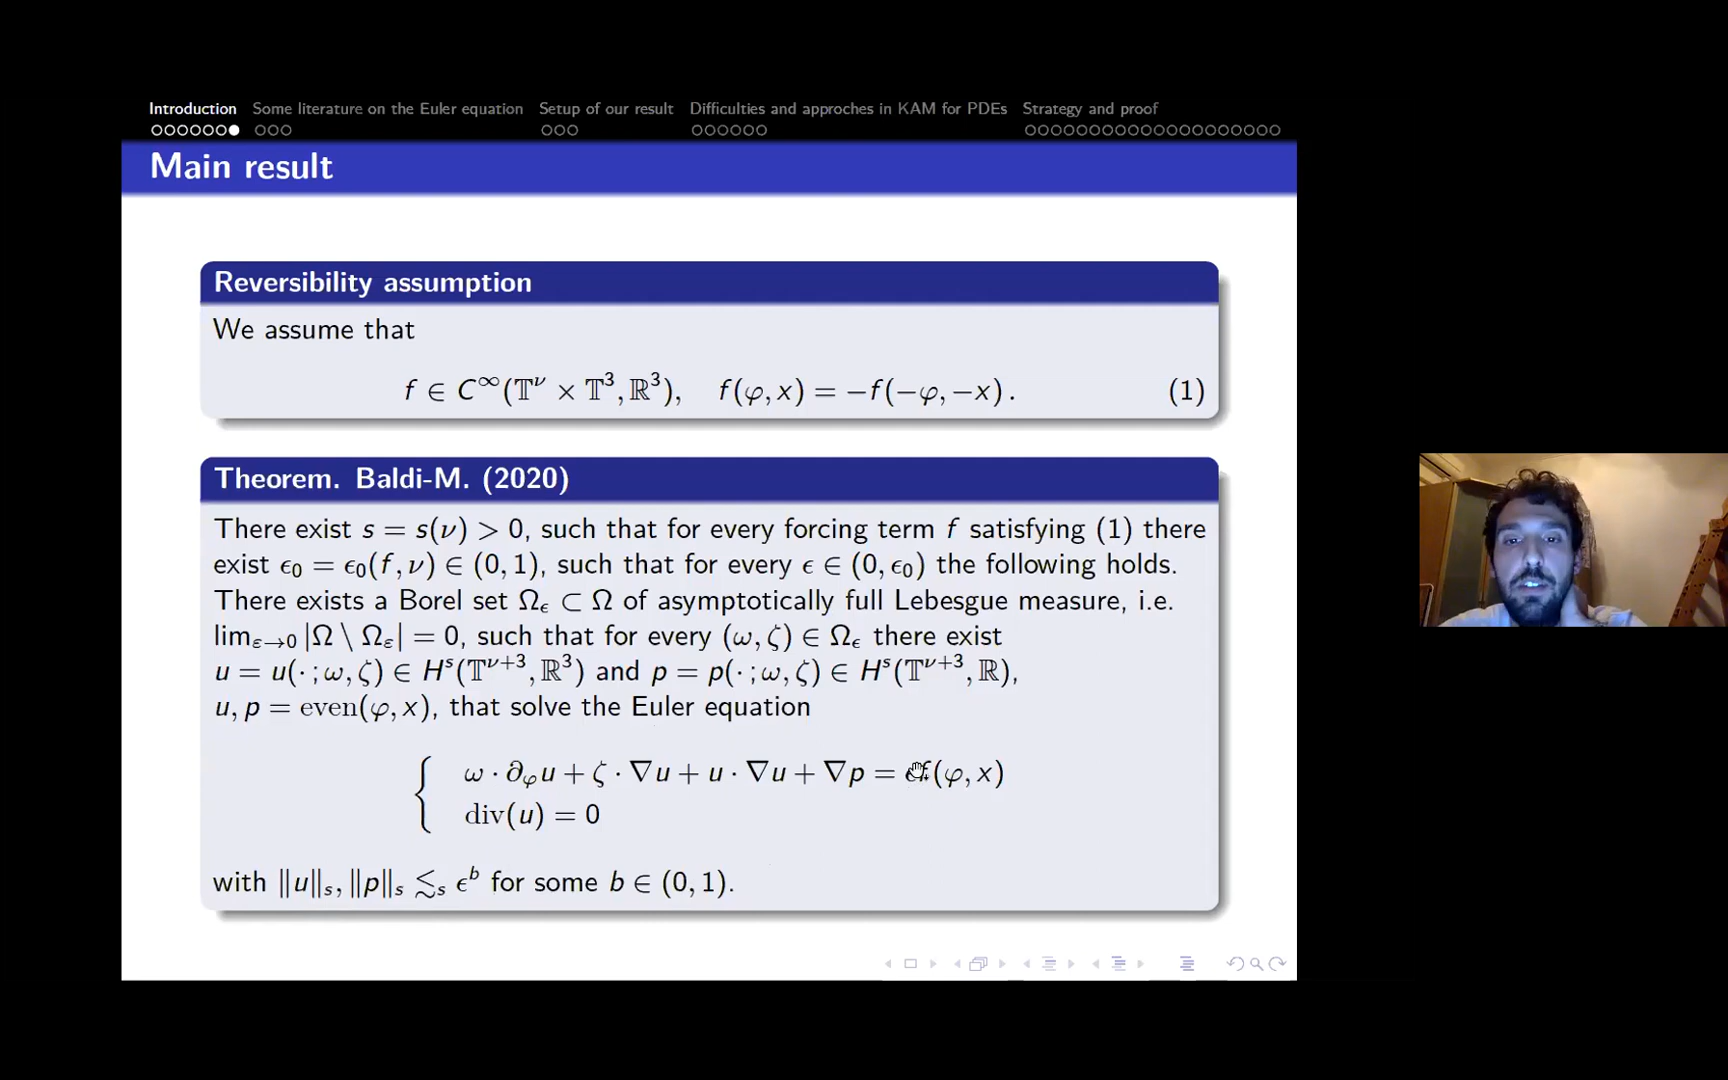 Introduction Some literature on the Euler equation Setup of our result Difficulties and approches in KAM for PDEs Strategy and proof
Main result
Reversibility assumption
We assume that
f ∈ C^∞(𝕋^ν × 𝕋^3, ℝ^3), f(φ, x) = −f(−φ, −x). (1)
Theorem. Baldi-M. (2020)
There exist s = s(ν) > 0, such that for every forcing term f satisfying (1) there
exist ϵ_0 = ϵ_0(f, ν) ∈ (0, 1), such that for every ϵ ∈ (0, ϵ_0) the following holds.
There exists a Borel set Ω_ϵ ⊂ Ω of asymptotically full Lebesgue measure, i.e.
lim_{ε→0} |Ω \ Ω_ε| = 0, such that for every (ω, ζ) ∈ Ω_ϵ there exist
u = u(· ; ω, ζ) ∈ H^s(𝕋^{ν+3}, ℝ^3) and p = p(· ; ω, ζ) ∈ H^s(𝕋^{ν+3}, ℝ),
u, p = even(φ, x), that solve the Euler equation
ω · ∂_φ u + ζ · ∇u + u · ∇u + ∇p = ϵf(φ, x)
div(u) = 0
with ‖u‖_s, ‖p‖_s ≲_s ϵ^b for some b ∈ (0, 1).